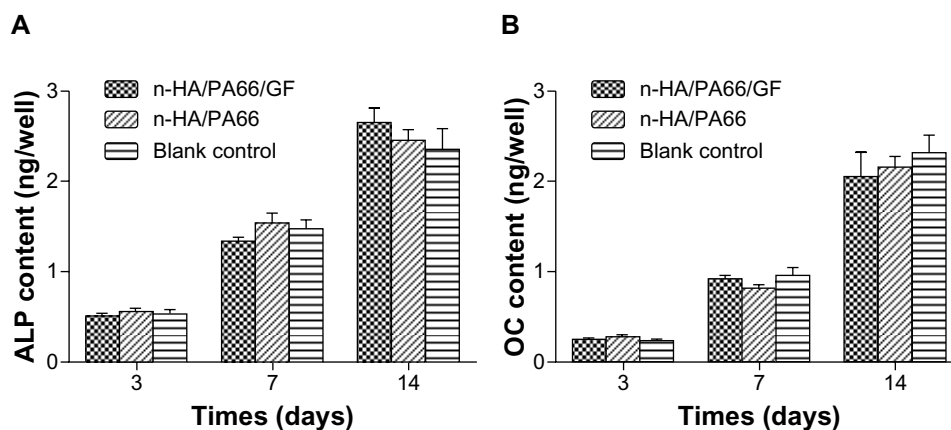 A
n-HA/PA66/GF
n-HA/PA66
Blank control
ALP content (ng/well)
3
2
1
0
3 7 14
Times (days)
B
n-HA/PA66/GF
n-HA/PA66
Blank control
OC content (ng/well)
3
2
1
0
3 7 14
Times (days)